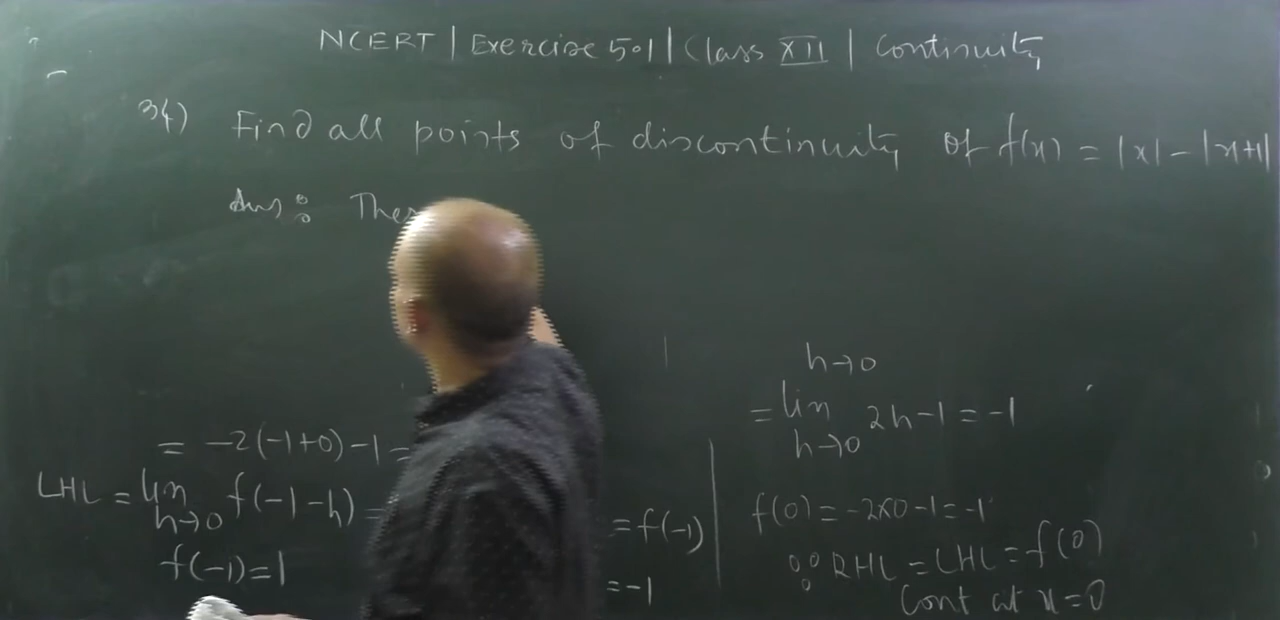 NCERT | Exercise 5.1 | Class XII | Continuity
34) Find all points of discontinuity of f(x) = |x| - |x+1|
Ans :
= -2(-1+0)-1 =
LHL = lim f(-1-h) =
h→0
f(-1)=1
= f(-1)
= -1
h→0
= lim 2h-1 = -1
h→0
f(0) = -2x0-1 = -1
∵ RHL = LHL = f(0)
Cont at x=0